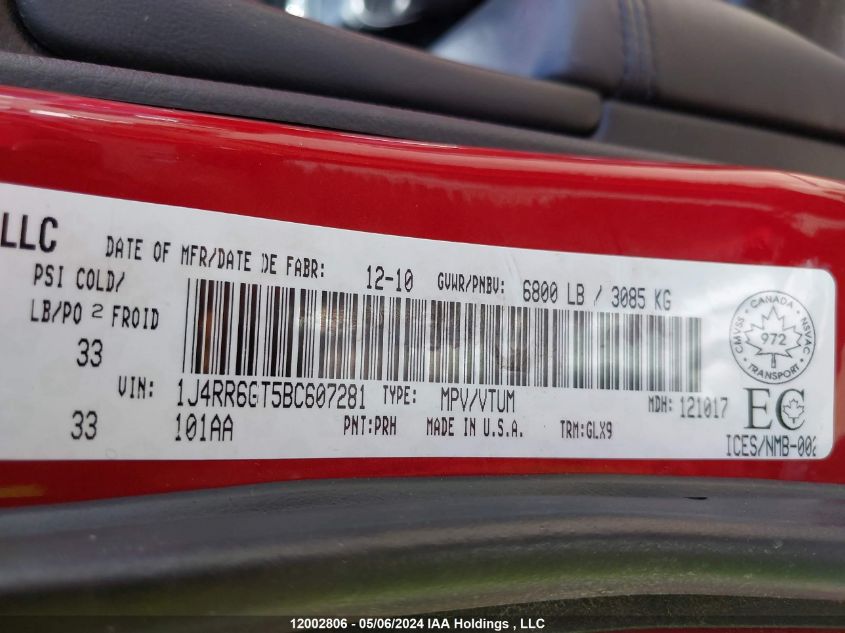 LLC DATE OF MFR/DATE DE FABR: 12-10 GVWR/PNBV: 6800 LB / 3085 KG
PSI COLD/
LB/PO 2 FROID
33
VIN: 1J4RR6GT5BC607281 TYPE: MPV/VTUM MDH: 121017
33 101AA PNT:PRH MADE IN U.S.A. TRM:GLX9
CANADA
CMVSS 972 NSVAC
TRANSPORT
EC
ICES/NMB-002
12002806 - 05/06/2024 IAA Holdings , LLC